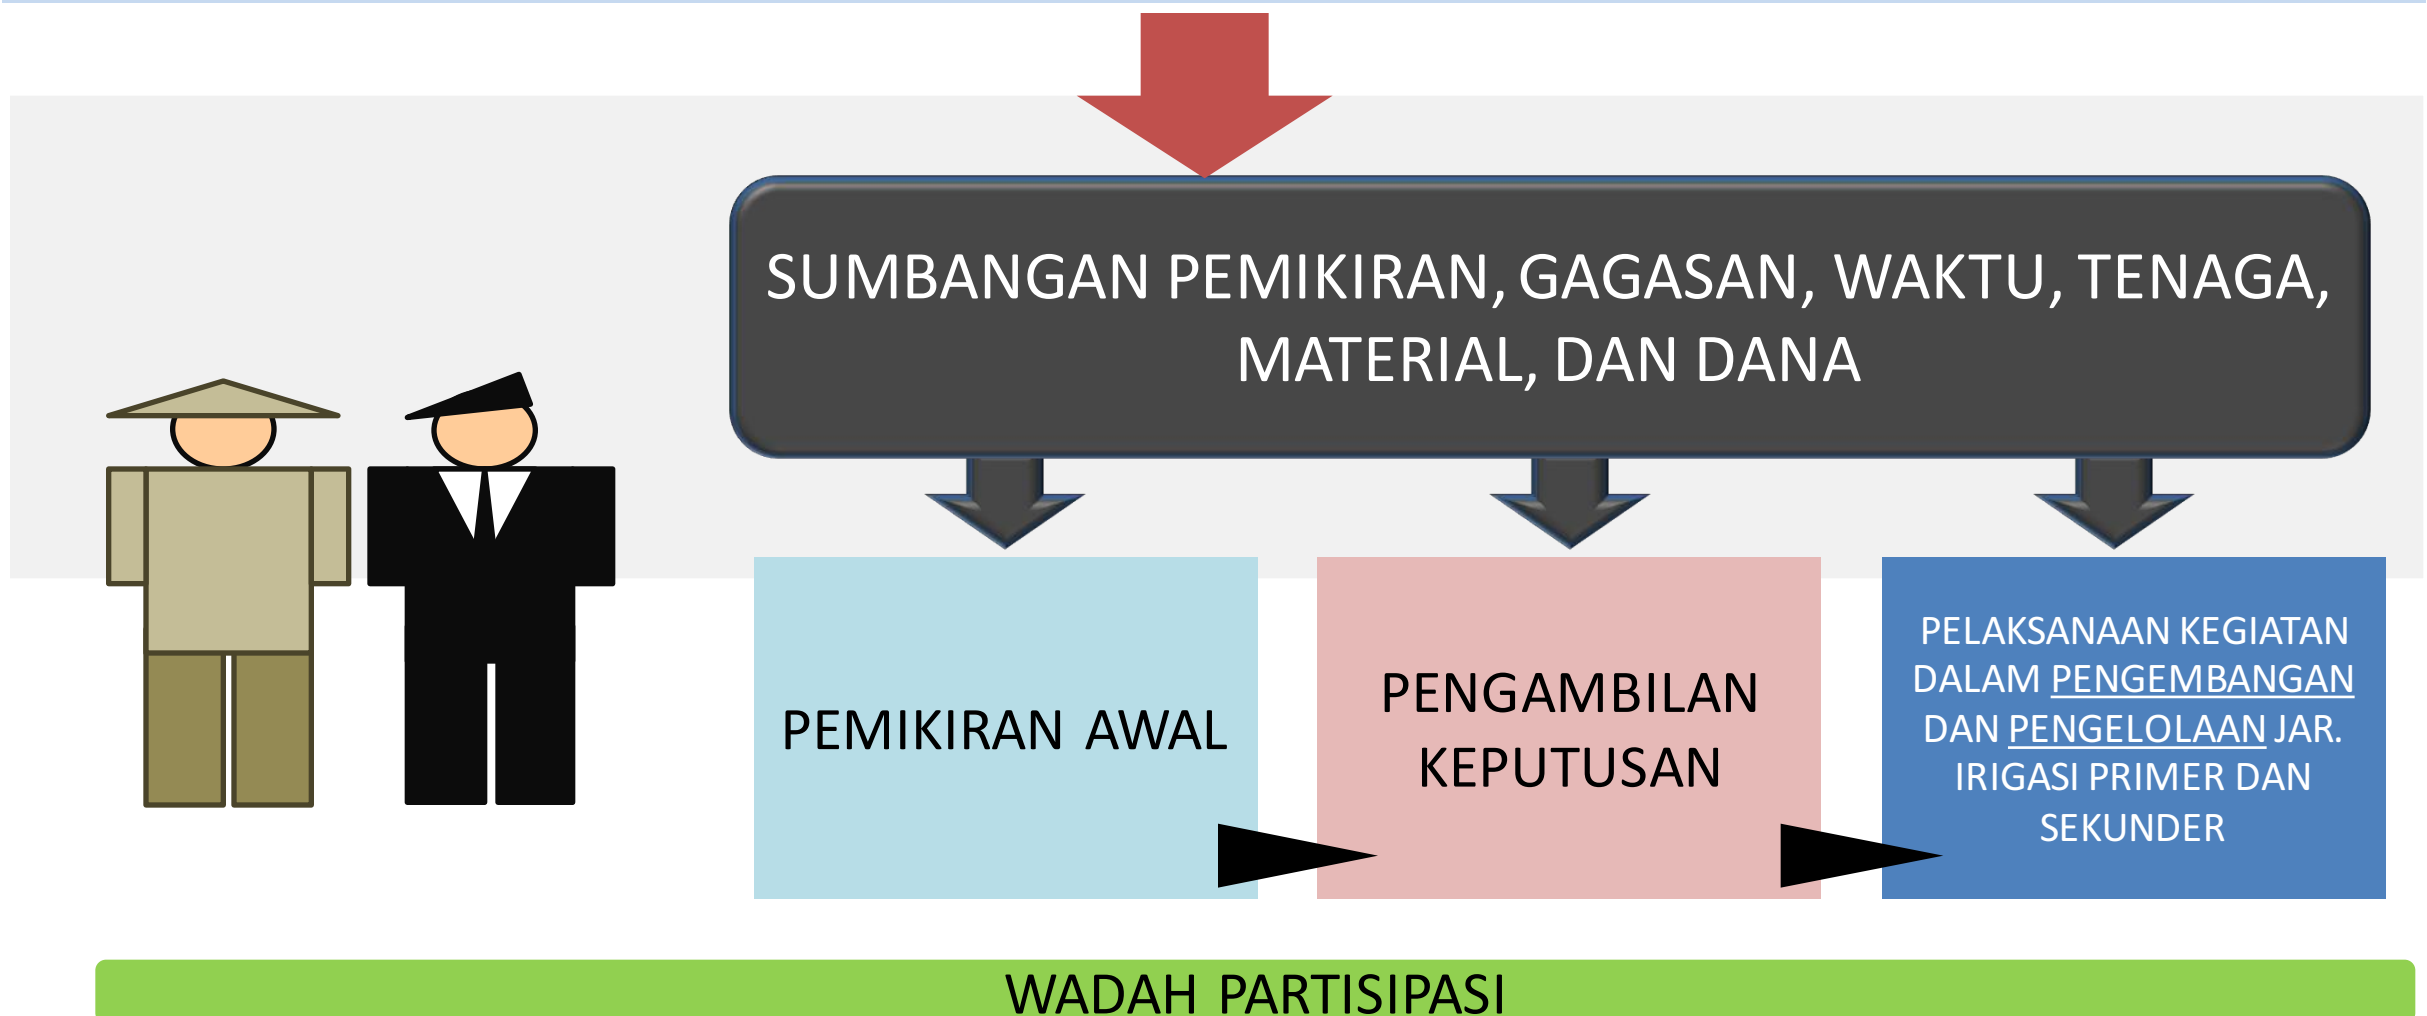 SUMBANGAN PEMIKIRAN, GAGASAN, WAKTU, TENAGA,
MATERIAL, DAN DANA
PEMIKIRAN AWAL
PENGAMBILAN
KEPUTUSAN
PELAKSANAAN KEGIATAN
DALAM PENGEMBANGAN
DAN PENGELOLAAN JAR.
IRIGASI PRIMER DAN
SEKUNDER
WADAH PARTISIPASI